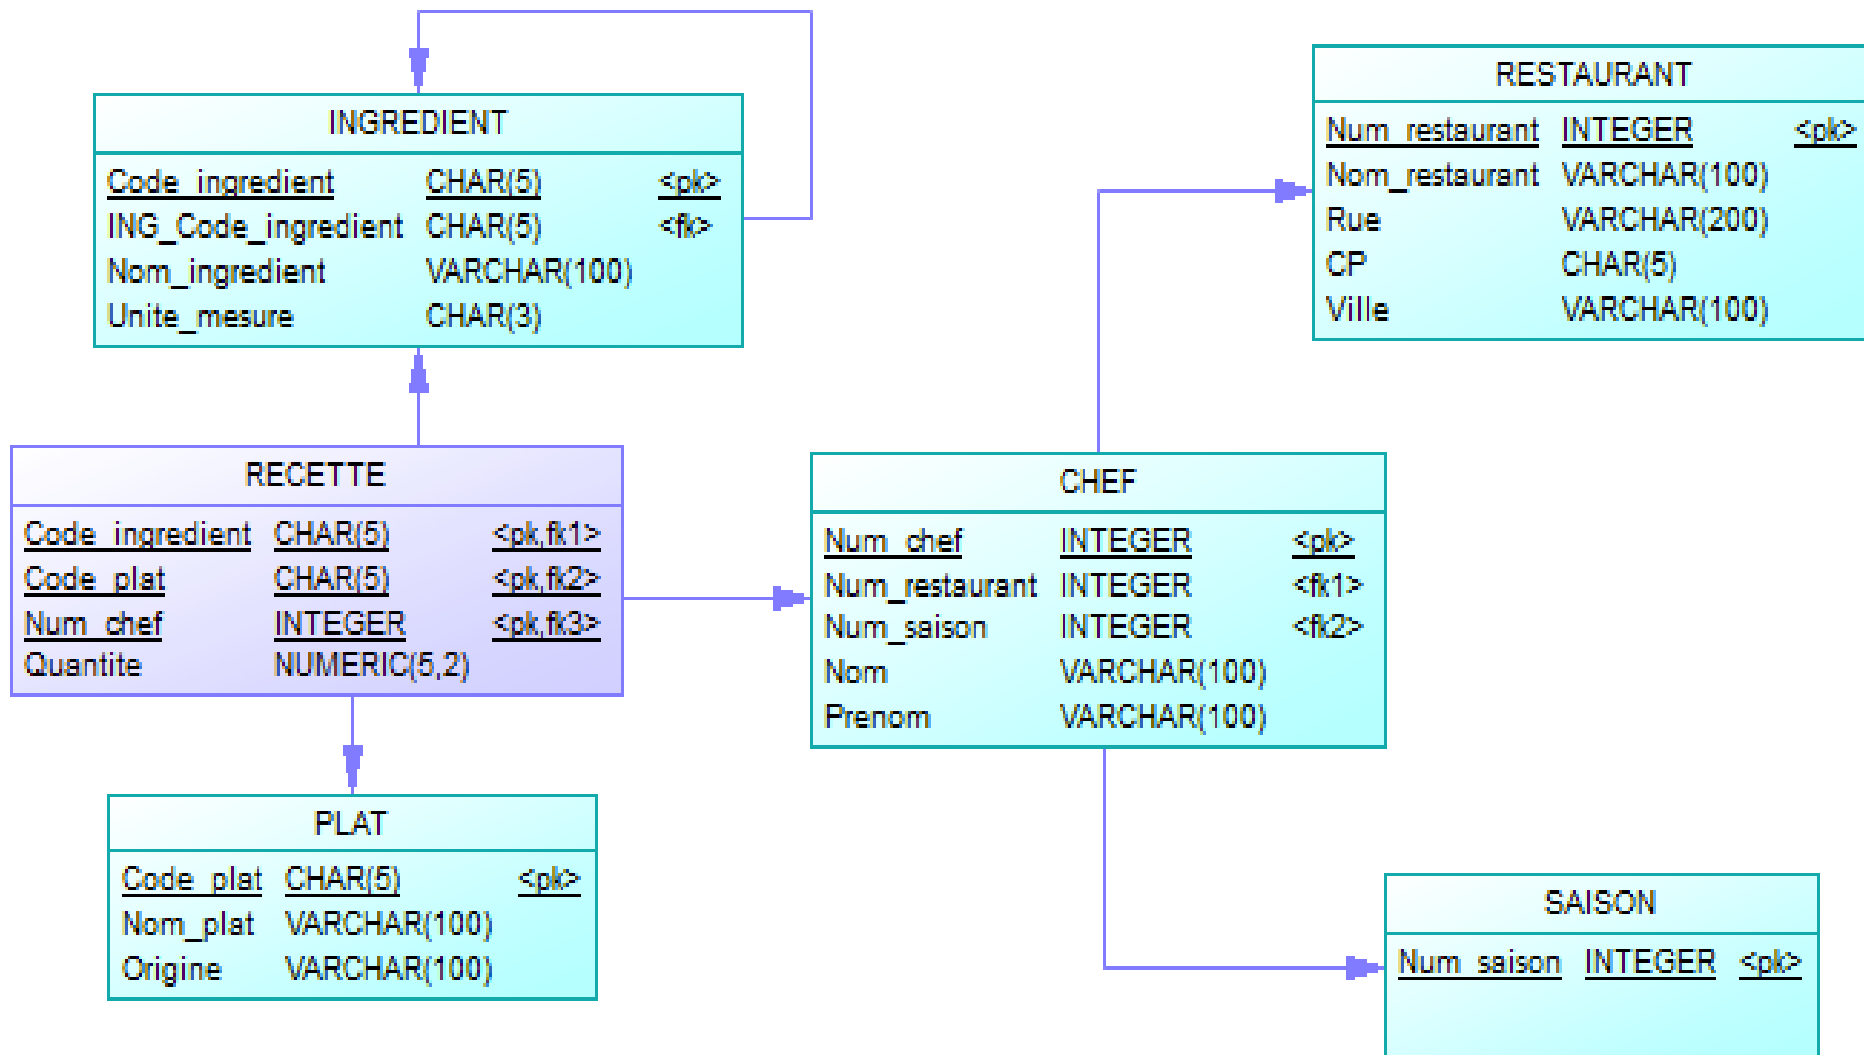 INGREDIENT
Code_ingredient CHAR(5) <pk>
ING_Code_ingredient CHAR(5) <fk>
Nom_ingredient VARCHAR(100)
Unite_mesure CHAR(3)
RESTAURANT
Num_restaurant INTEGER <pk>
Nom_restaurant VARCHAR(100)
Rue VARCHAR(200)
CP CHAR(5)
Ville VARCHAR(100)
RECETTE
Code_ingredient CHAR(5) <pk,fk1>
Code_plat CHAR(5) <pk,fk2>
Num_chef INTEGER <pk,fk3>
Quantite NUMERIC(5,2)
CHEF
Num_chef INTEGER <pk>
Num_restaurant INTEGER <fk1>
Num_saison INTEGER <fk2>
Nom VARCHAR(100)
Prenom VARCHAR(100)
PLAT
Code_plat CHAR(5) <pk>
Nom_plat VARCHAR(100)
Origine VARCHAR(100)
SAISON
Num_saison INTEGER <pk>